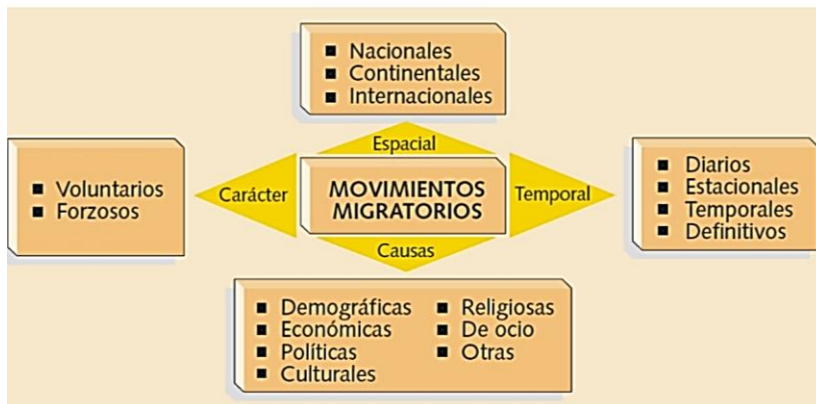 ■ Nacionales
■ Continentales
■ Internacionales
Espacial
■ Voluntarios
■ Forzosos
Carácter
MOVIMIENTOS
MIGRATORIOS
Temporal
■ Diarios
■ Estacionales
■ Temporales
■ Definitivos
Causas
■ Demográficas
■ Económicas
■ Políticas
■ Culturales
■ Religiosas
■ De ocio
■ Otras